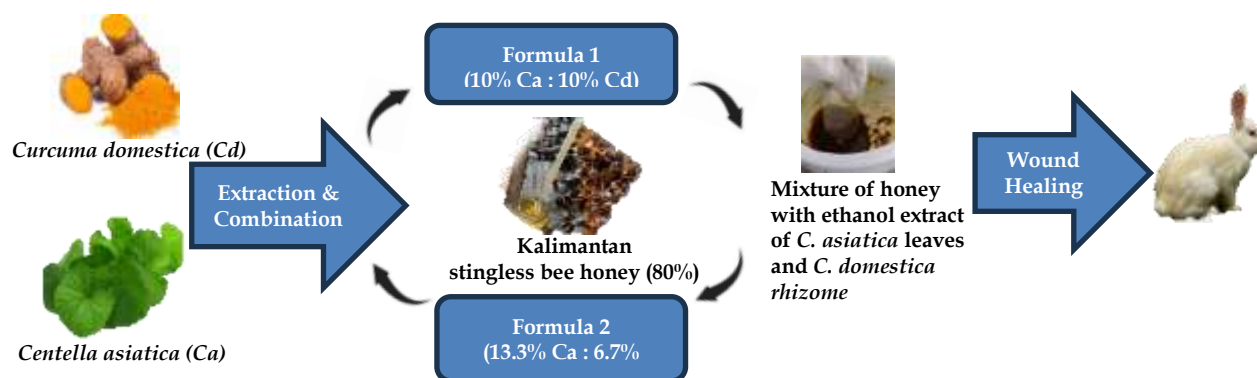 Curcuma domestica (Cd)
Centella asiatica (Ca)
Extraction &
Combination
Formula 1
(10% Ca : 10% Cd)
Kalimantan
stingless bee honey (80%)
Formula 2
(13.3% Ca : 6.7%
Mixture of honey
with ethanol extract
of C. asiatica leaves
and C. domestica
rhizome
Wound
Healing